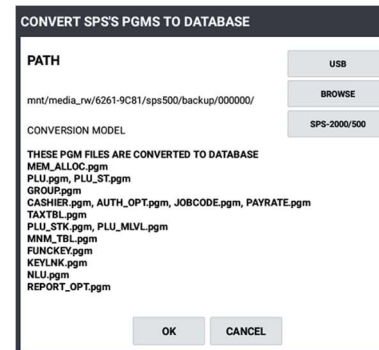 CONVERT SPS'S PGMS TO DATABASE
PATH
USB
mnt/media_rw/6261-9C81/sps500/backup/000000/
BROWSE
CONVERSION MODEL
SPS-2000/500
THESE PGM FILES ARE CONVERTED TO DATABASE
MEM_ALLOC.pgm
PLU.pgm, PLU_ST.pgm
GROUP.pgm
CASHIER.pgm, AUTH_OPT.pgm, JOBCODE.pgm, PAYRATE.pgm
TAXTBL.pgm
PLU_STK.pgm, PLU_MLVL.pgm
MNM_TBL.pgm
FUNCKEY.pgm
KEYLNK.pgm
NLU.pgm
REPORT_OPT.pgm
OK
CANCEL